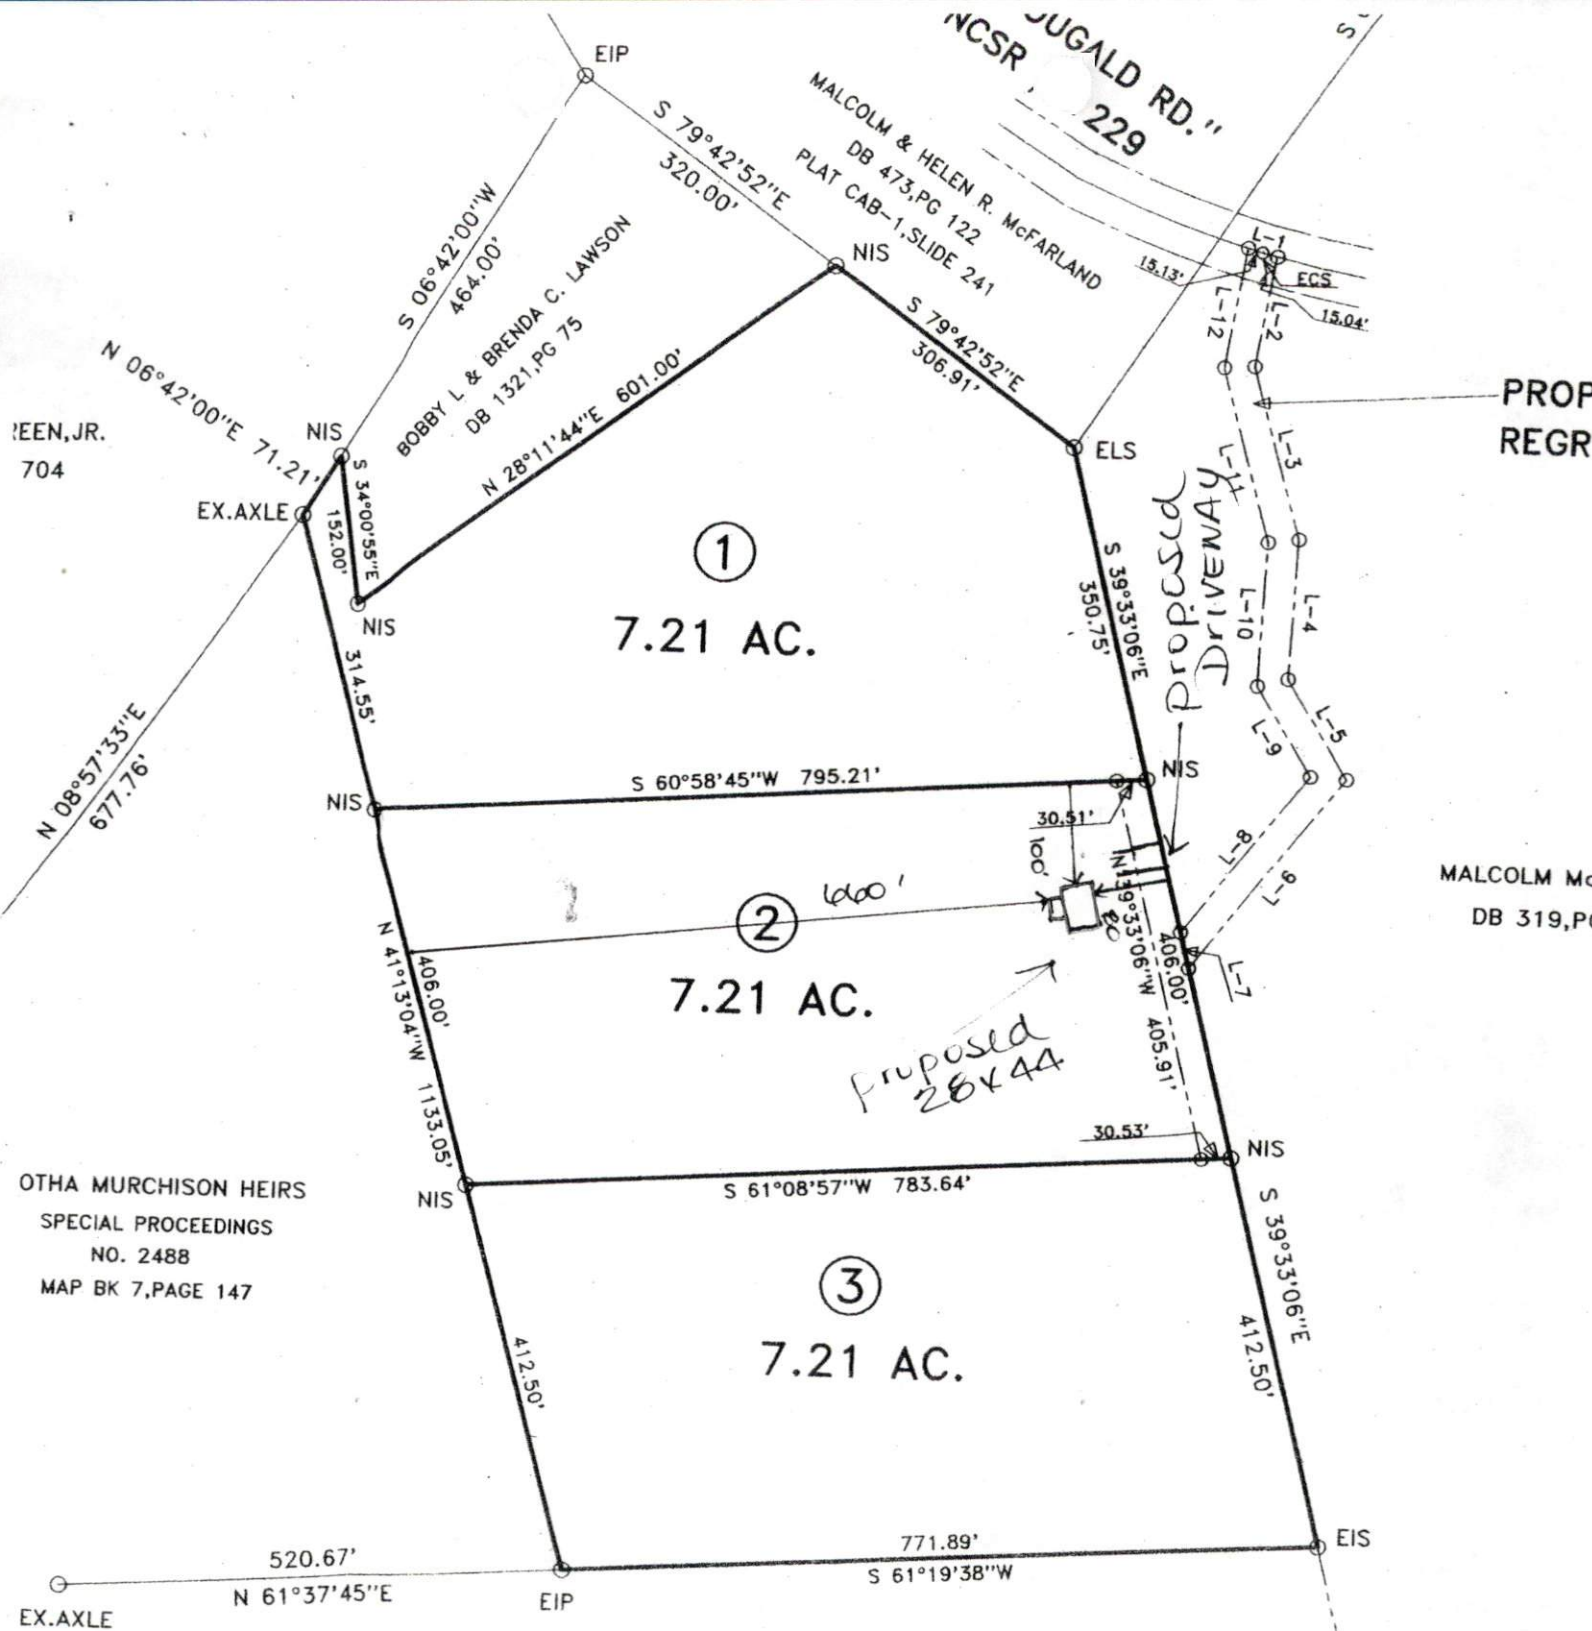 EIP
S 79°42'52"E
320.00'
MALCOLM & HELEN R. McFARLAND
DB 473,PG 122
PLAT CAB-1,SLIDE 241
OUGALD RD."
NCSR
229
S
S 06°42'00"W
464.00'
BOBBY L & BRENDA C. LAWSON
DB 1321,PG 75
NIS
S 79°42'52"E
306.91'
L-1
15.13'
ECS
15.04'
L-12
L-2
PROP
REGR
N 06°42'00"E 71.21'
REEN,JR.
704
NIS
EX.AXLE
S 34°00'55"E
152.00'
N 28°11'44"E 601.00'
ELS
L-11
L-3
proposed
DrivewAY
1
7.21 AC.
S 39°33'06"E
350.75'
L-10
L-4
NIS
314.55'
N 08°57'33"E
677.76'
L-9
L-5
NIS
S 60°58'45"W 795.21'
NIS
30.51'
100'
L-8
L-6
MALCOLM Mc
DB 319,PG
660'
2
7.21 AC.
80
N 39°33'06"W 405.91'
406.00'
L-7
N 41°13'04"W 1133.05'
406.00'
proposed
28x44
30.53'
NIS
NIS
S 61°08'57"W 783.64'
OTHA MURCHISON HEIRS
SPECIAL PROCEEDINGS
NO. 2488
MAP BK 7,PAGE 147
3
7.21 AC.
S 39°33'06"E
412.50'
412.50'
520.67'
N 61°37'45"E
EX.AXLE
EIP
771.89'
S 61°19'38"W
EIS